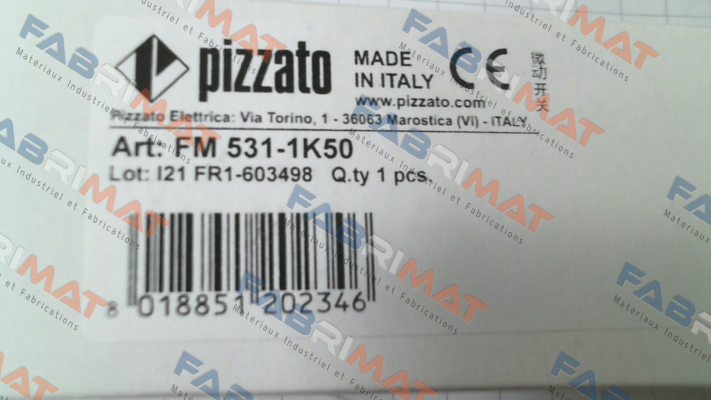 pizzato
MADE
IN ITALY
CE
微动开关
www.pizzato.com
Pizzato Elettrica: Via Torino, 1 - 36063 Marostica (VI) - ITALY
Art: FM 531-1K50
Lot: I21 FR1-603498 Q.ty 1 pcs.
8 018851 202346
FABRIMAT
Materiaux Industriel et Fabrications